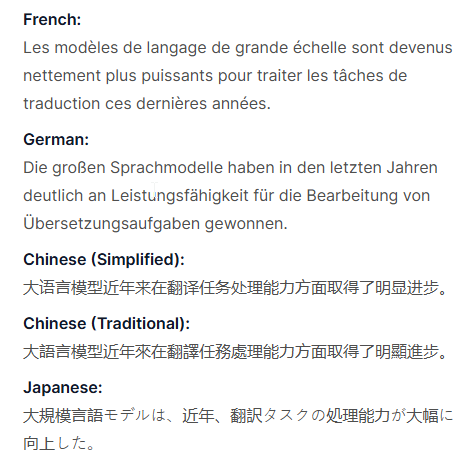 French:
Les modèles de langage de grande échelle sont devenus
nettement plus puissants pour traiter les tâches de
traduction ces dernières années.
German:
Die großen Sprachmodelle haben in den letzten Jahren
deutlich an Leistungsfähigkeit für die Bearbeitung von
Übersetzungsaufgaben gewonnen.
Chinese (Simplified):
大语言模型近年来在翻译任务处理能力方面取得了明显进步。
Chinese (Traditional):
大語言模型近年來在翻譯任務處理能力方面取得了明顯進步。
Japanese:
大規模言語モデルは、近年、翻訳タスクの処理能力が大幅に
向上した。